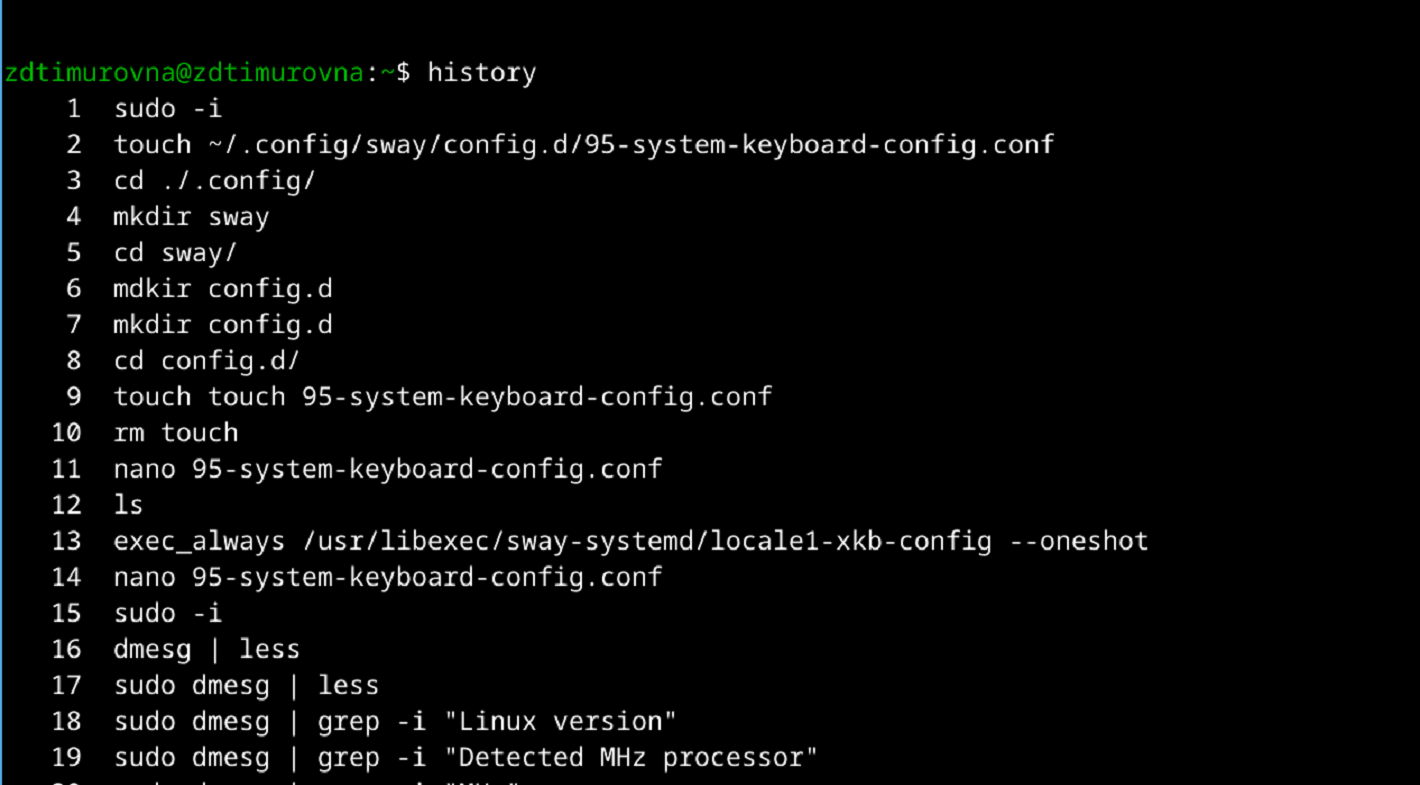 zdtimurovna@zdtimurovna:~$ history
1 sudo -i
2 touch ~/.config/sway/config.d/95-system-keyboard-config.conf
3 cd ./.config/
4 mkdir sway
5 cd sway/
6 mdkir config.d
7 mkdir config.d
8 cd config.d/
9 touch touch 95-system-keyboard-config.conf
10 rm touch
11 nano 95-system-keyboard-config.conf
12 ls
13 exec_always /usr/libexec/sway-systemd/locale1-xkb-config --oneshot
14 nano 95-system-keyboard-config.conf
15 sudo -i
16 dmesg | less
17 sudo dmesg | less
18 sudo dmesg | grep -i "Linux version"
19 sudo dmesg | grep -i "Detected MHz processor"